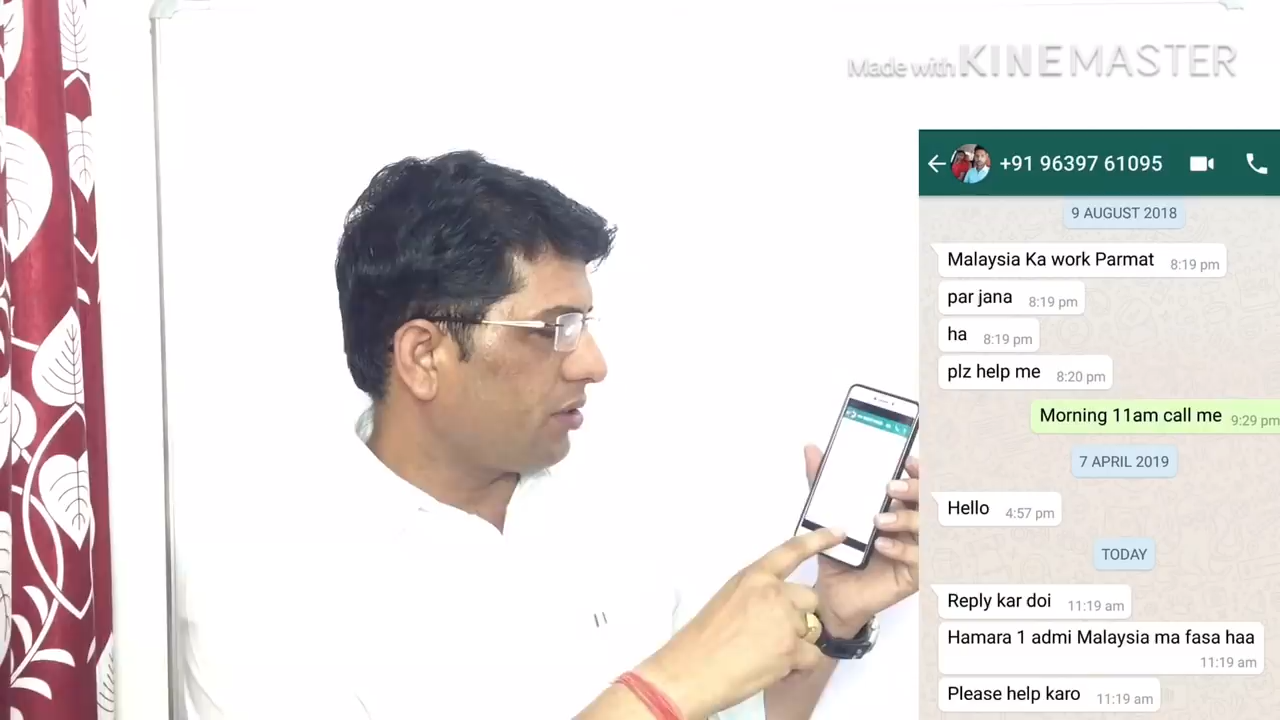 Made with KINEMASTER
+91 96397 61095
9 AUGUST 2018
Malaysia Ka work Parmat 8:19 pm
par jana 8:19 pm
ha 8:19 pm
plz help me 8:20 pm
Morning 11am call me 9:29 pm
7 APRIL 2019
Hello 4:57 pm
TODAY
Reply kar doi 11:19 am
Hamara 1 admi Malaysia ma fasa haa
11:19 am
Please help karo 11:19 am